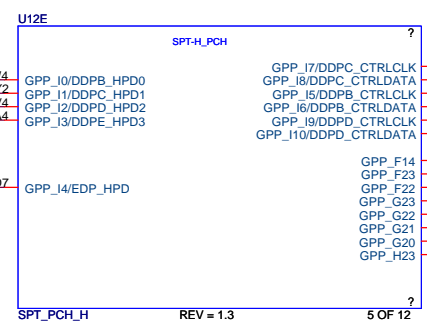 U12E
?
SPT-H_PCH
GPP_I7/DDPC_CTRLCLK
GPP_I0/DDPB_HPD0 GPP_I8/DDPC_CTRLDATA
GPP_I1/DDPC_HPD1 GPP_I5/DDPB_CTRLCLK
GPP_I2/DDPD_HPD2 GPP_I6/DDPB_CTRLDATA
GPP_I3/DDPE_HPD3 GPP_I9/DDPD_CTRLCLK
GPP_I10/DDPD_CTRLDATA
GPP_F14
GPP_F23
GPP_I4/EDP_HPD GPP_F22
GPP_G23
GPP_G22
GPP_G21
GPP_G20
GPP_H23
?
SPT_PCH_H REV = 1.3 5 OF 12